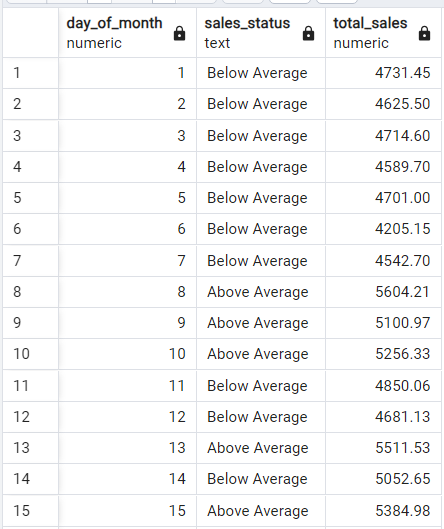 day_of_month sales_status total_sales
numeric text numeric
1 1 Below Average 4731.45
2 2 Below Average 4625.50
3 3 Below Average 4714.60
4 4 Below Average 4589.70
5 5 Below Average 4701.00
6 6 Below Average 4205.15
7 7 Below Average 4542.70
8 8 Above Average 5604.21
9 9 Above Average 5100.97
10 10 Above Average 5256.33
11 11 Below Average 4850.06
12 12 Below Average 4681.13
13 13 Above Average 5511.53
14 14 Below Average 5052.65
15 15 Above Average 5384.98